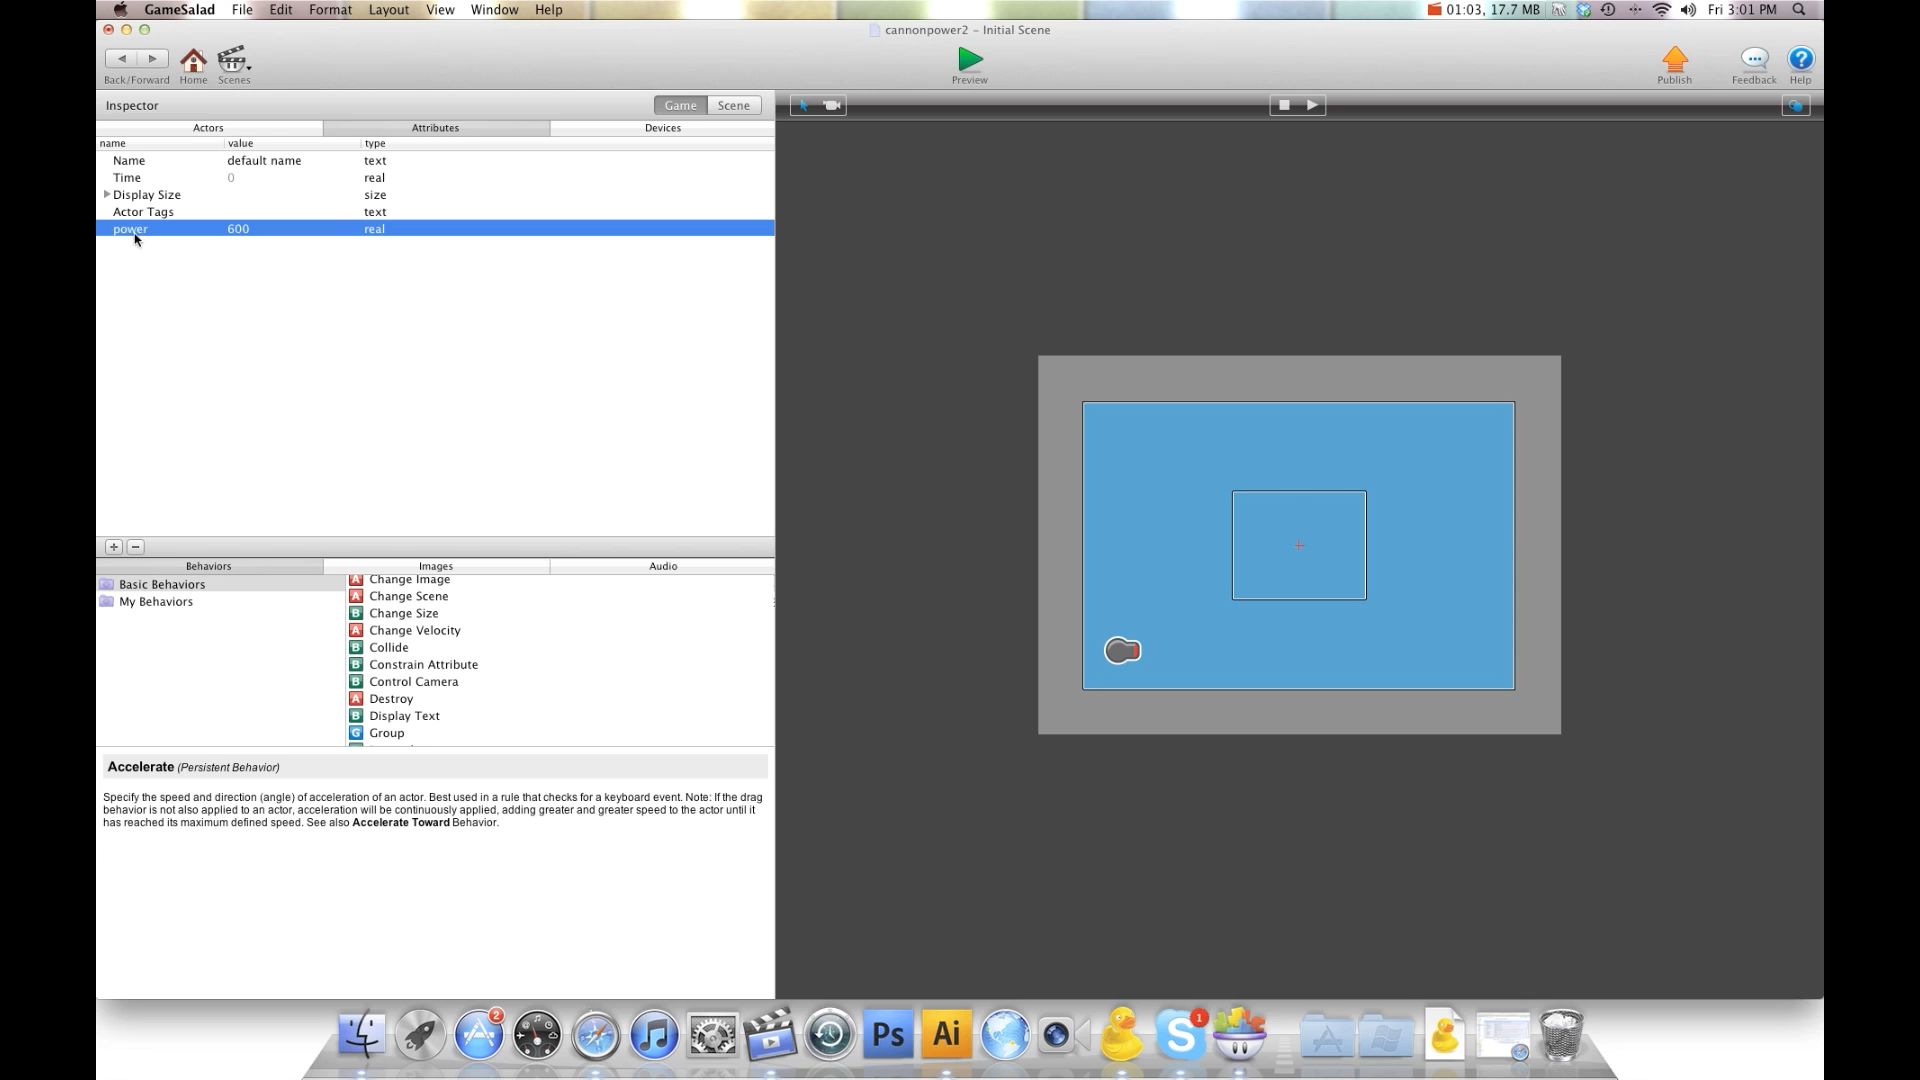 GameSalad File Edit Format Layout View Window Help
01:03, 17.7 MB Fri 3:01 PM
cannonpower2 – Initial Scene
Back/Forward Home Scenes Preview Publish Feedback Help
Inspector Game Scene
Actors Attributes Devices
name value type
Name default name text
Time 0 real
Display Size size
Actor Tags text
power 600 real
Behaviors Images Audio
Basic Behaviors
My Behaviors
A Change Image
A Change Scene
B Change Size
A Change Velocity
B Collide
B Constrain Attribute
B Control Camera
A Destroy
B Display Text
G Group
Accelerate (Persistent Behavior)
Specify the speed and direction (angle) of acceleration of an actor. Best used in a rule that checks for a keyboard event. Note: If the drag
behavior is not also applied to an actor, acceleration will be continuously applied, adding greater and greater speed to the actor until it
has reached its maximum defined speed. See also Accelerate Toward Behavior.
2 Ps Ai S 1